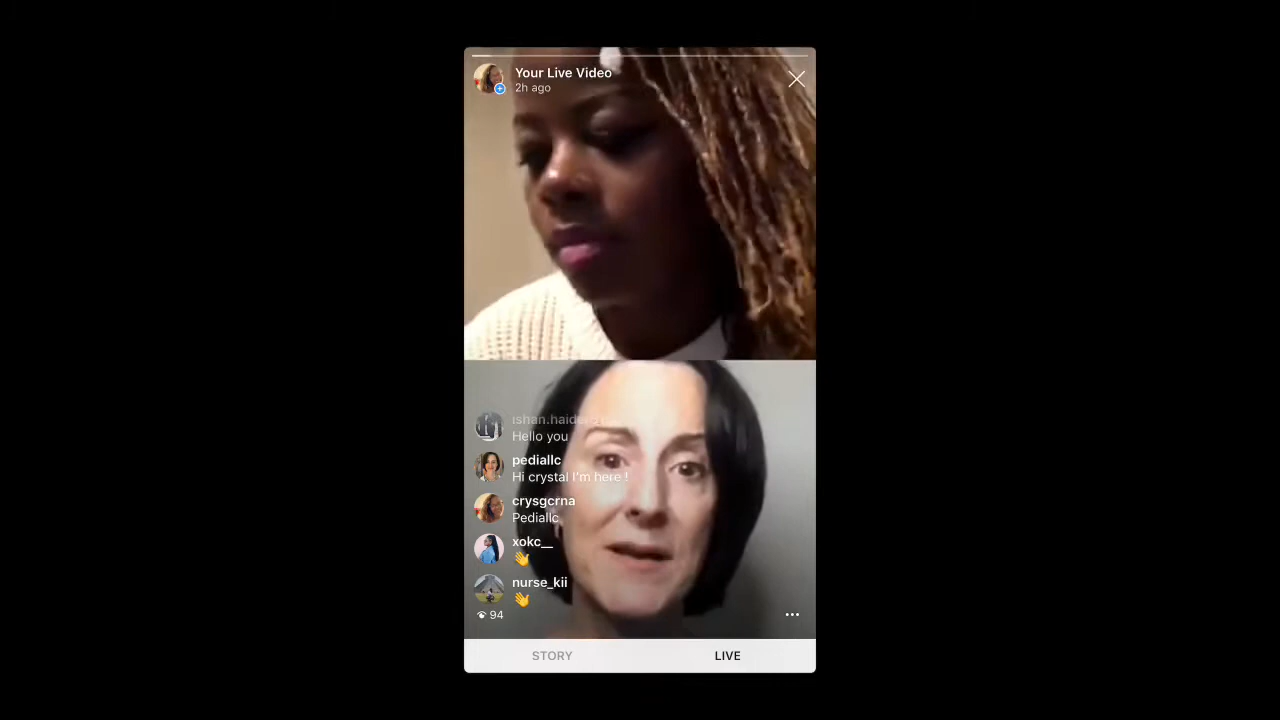 Your Live Video
2h ago
Hello you
pediallc
Hi crystal I'm here !
crysgcrna
Pediallc
xokc__
👋
nurse_kii
👋
94
STORY
LIVE